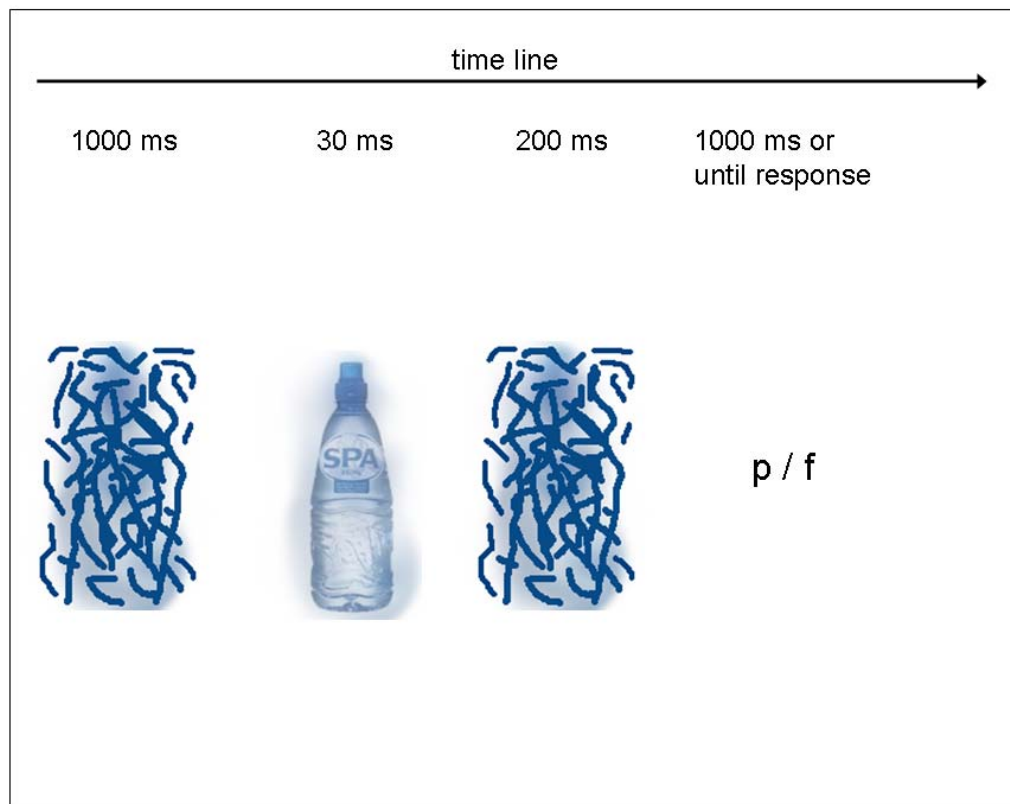 time line
1000 ms
30 ms
200 ms
1000 ms or
until response
SPA
p / f